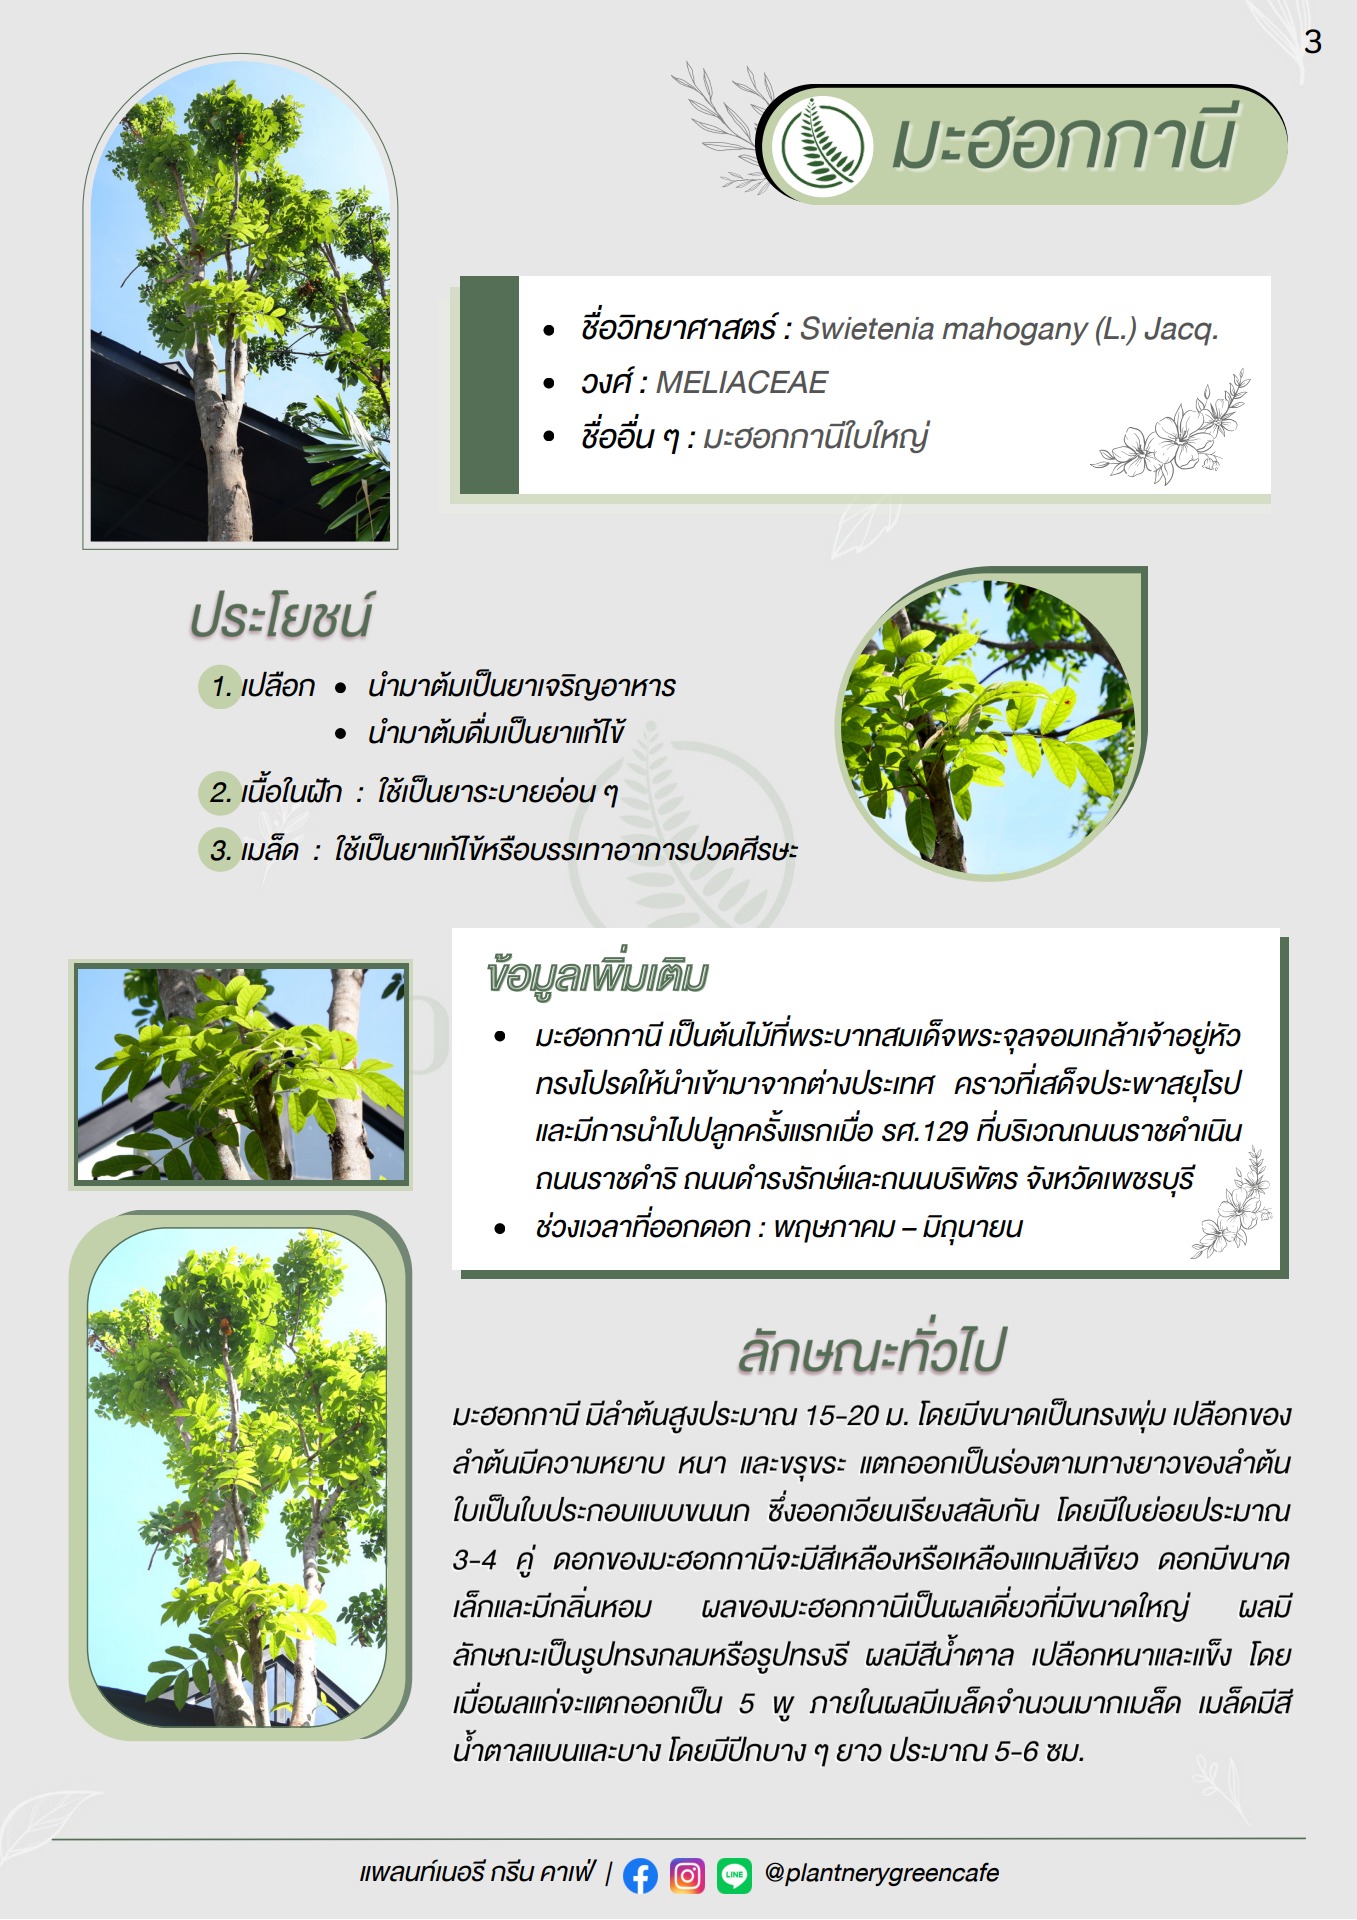 3
มะฮอกกานี
• ชื่อวิทยาศาสตร์ : Swietenia mahogany (L.) Jacq.
• วงศ์ : MELIACEAE
• ชื่ออื่น ๆ : มะฮอกกานีใบใหญ่
ประโยชน์
1. เปลือก • นำมาต้มเป็นยาเจริญอาหาร
• นำมาต้มดื่มเป็นยาแก้ไข้
2. เนื้อในฝัก : ใช้เป็นยาระบายอ่อน ๆ
3. เมล็ด : ใช้เป็นยาแก้ไข้หรือบรรเทาอาการปวดศีรษะ
ข้อมูลเพิ่มเติม
• มะฮอกกานี เป็นต้นไม้ที่พระบาทสมเด็จพระจุลจอมเกล้าเจ้าอยู่หัว
ทรงโปรดให้นำเข้ามาจากต่างประเทศ คราวที่เสด็จประพาสยุโรป
และมีการนำไปปลูกครั้งแรกเมื่อ รศ.129 ที่บริเวณถนนราชดำเนิน
ถนนราชดำริ ถนนดำรงรักษ์และถนนบริพัตร จังหวัดเพชรบุรี
• ช่วงเวลาที่ออกดอก : พฤษภาคม – มิถุนายน
ลักษณะทั่วไป
มะฮอกกานี มีลำต้นสูงประมาณ 15-20 ม. โดยมีขนาดเป็นทรงพุ่ม เปลือกของ
ลำต้นมีความหยาบ หนา และขรุขระ แตกออกเป็นร่องตามทางยาวของลำต้น
ใบเป็นใบประกอบแบบขนนก ซึ่งออกเวียนเรียงสลับกัน โดยมีใบย่อยประมาณ
3-4 คู่ ดอกของมะฮอกกานีจะมีสีเหลืองหรือเหลืองแกมสีเขียว ดอกมีขนาด
เล็กและมีกลิ่นหอม ผลของมะฮอกกานีเป็นผลเดี่ยวที่มีขนาดใหญ่ ผลมี
ลักษณะเป็นรูปทรงกลมหรือรูปทรงรี ผลมีสีน้ำตาล เปลือกหนาและแข็ง โดย
เมื่อผลแก่จะแตกออกเป็น 5 พู ภายในผลมีเมล็ดจำนวนมากเมล็ด เมล็ดมีสี
น้ำตาลแบนและบาง โดยมีปีกบาง ๆ ยาว ประมาณ 5-6 ซม.
แพลนท์เนอรี กรีน คาเฟ่ | LINE @plantnerygreencafe